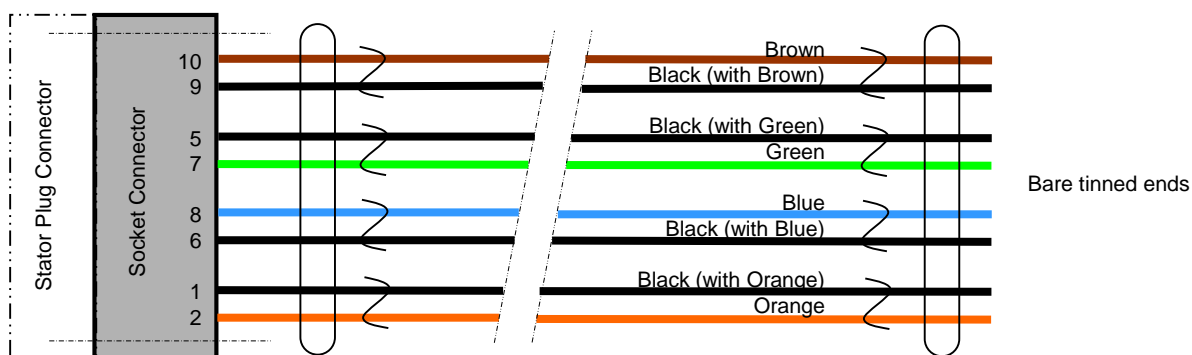 Stator Plug Connector
Socket Connector
10
Brown
9
Black (with Brown)
5
Black (with Green)
7
Green
8
Blue
6
Black (with Blue)
1
Black (with Orange)
2
Orange
Bare tinned ends